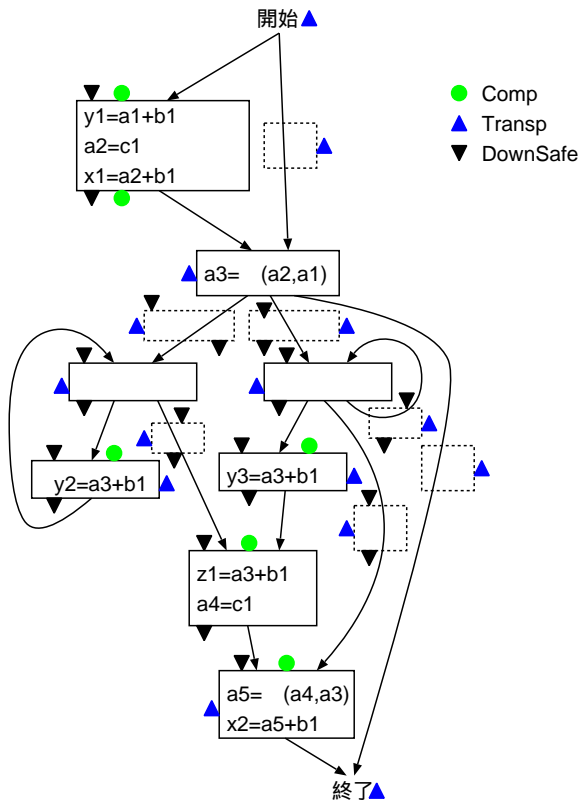 開始
Comp
Transp
DownSafe
y1=a1+b1
a2=c1
x1=a2+b1
a3= (a2,a1)
y2=a3+b1
y3=a3+b1
z1=a3+b1
a4=c1
a5= (a4,a3)
x2=a5+b1
終了